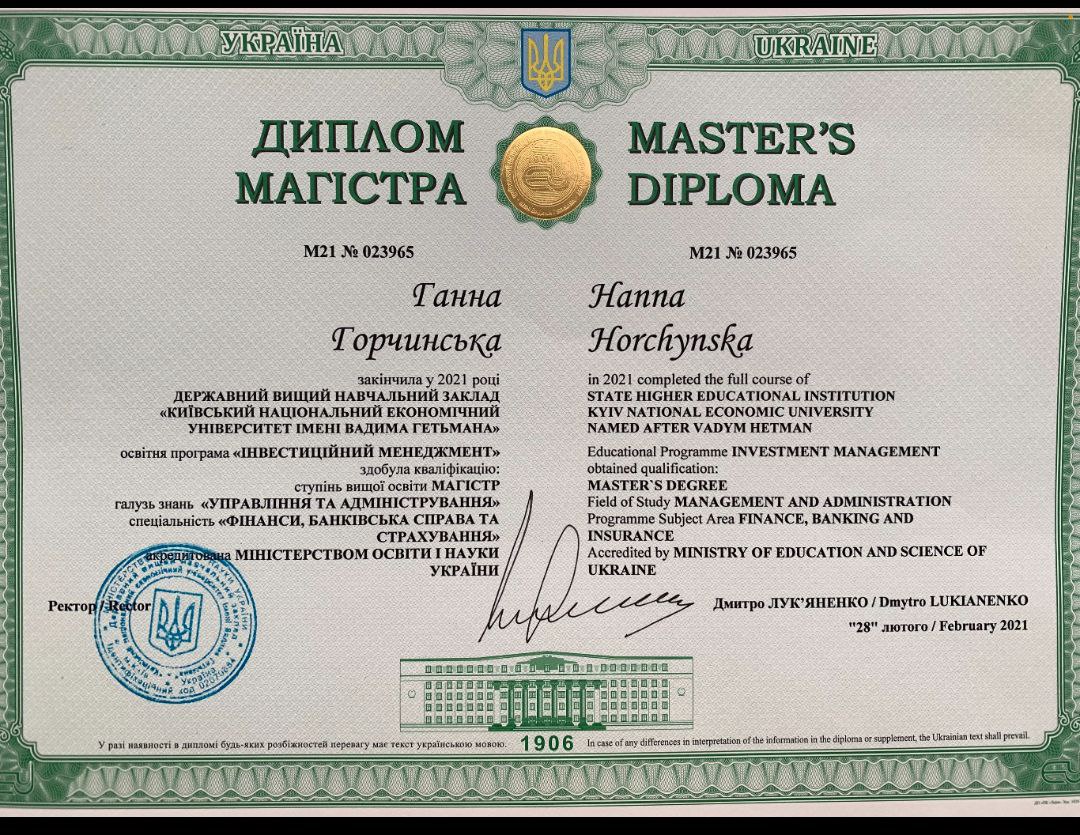 УКРАЇНА
UKRAINE
ДИПЛОМ
МАГІСТРА
MASTER'S
DIPLOMA
М21 № 023965
М21 № 023965
Ганна
Горчинська
Hanna
Horchynska
закінчила у 2021 році
ДЕРЖАВНИЙ ВИЩИЙ НАВЧАЛЬНИЙ ЗАКЛАД
«КИЇВСЬКИЙ НАЦІОНАЛЬНИЙ ЕКОНОМІЧНИЙ
УНІВЕРСИТЕТ ІМЕНІ ВАДИМА ГЕТЬМАНА»
освітня програма «ІНВЕСТИЦІЙНИЙ МЕНЕДЖМЕНТ»
здобула кваліфікацію:
ступінь вищої освіти МАГІСТР
галузь знань «УПРАВЛІННЯ ТА АДМІНІСТРУВАННЯ»
спеціальність «ФІНАНСИ, БАНКІВСЬКА СПРАВА ТА
СТРАХУВАННЯ»
акредитована МІНІСТЕРСТВОМ ОСВІТИ І НАУКИ
УКРАЇНИ
in 2021 completed the full course of
STATE HIGHER EDUCATIONAL INSTITUTION
KYIV NATIONAL ECONOMIC UNIVERSITY
NAMED AFTER VADYM HETMAN
Educational Programme INVESTMENT MANAGEMENT
obtained qualification:
MASTER`S DEGREE
Field of Study MANAGEMENT AND ADMINISTRATION
Programme Subject Area FINANCE, BANKING AND
INSURANCE
Accredited by MINISTRY OF EDUCATION AND SCIENCE OF
UKRAINE
Ректор / Rector
Дмитро ЛУК’ЯНЕНКО / Dmytro LUKIANENKO
"28" лютого / February 2021
У разі наявності в дипломі будь-яких розбіжностей перевагу має текст українською мовою.
1906
In case of any differences in interpretation of the information in the diploma or supplement, the Ukrainian text shall prevail.